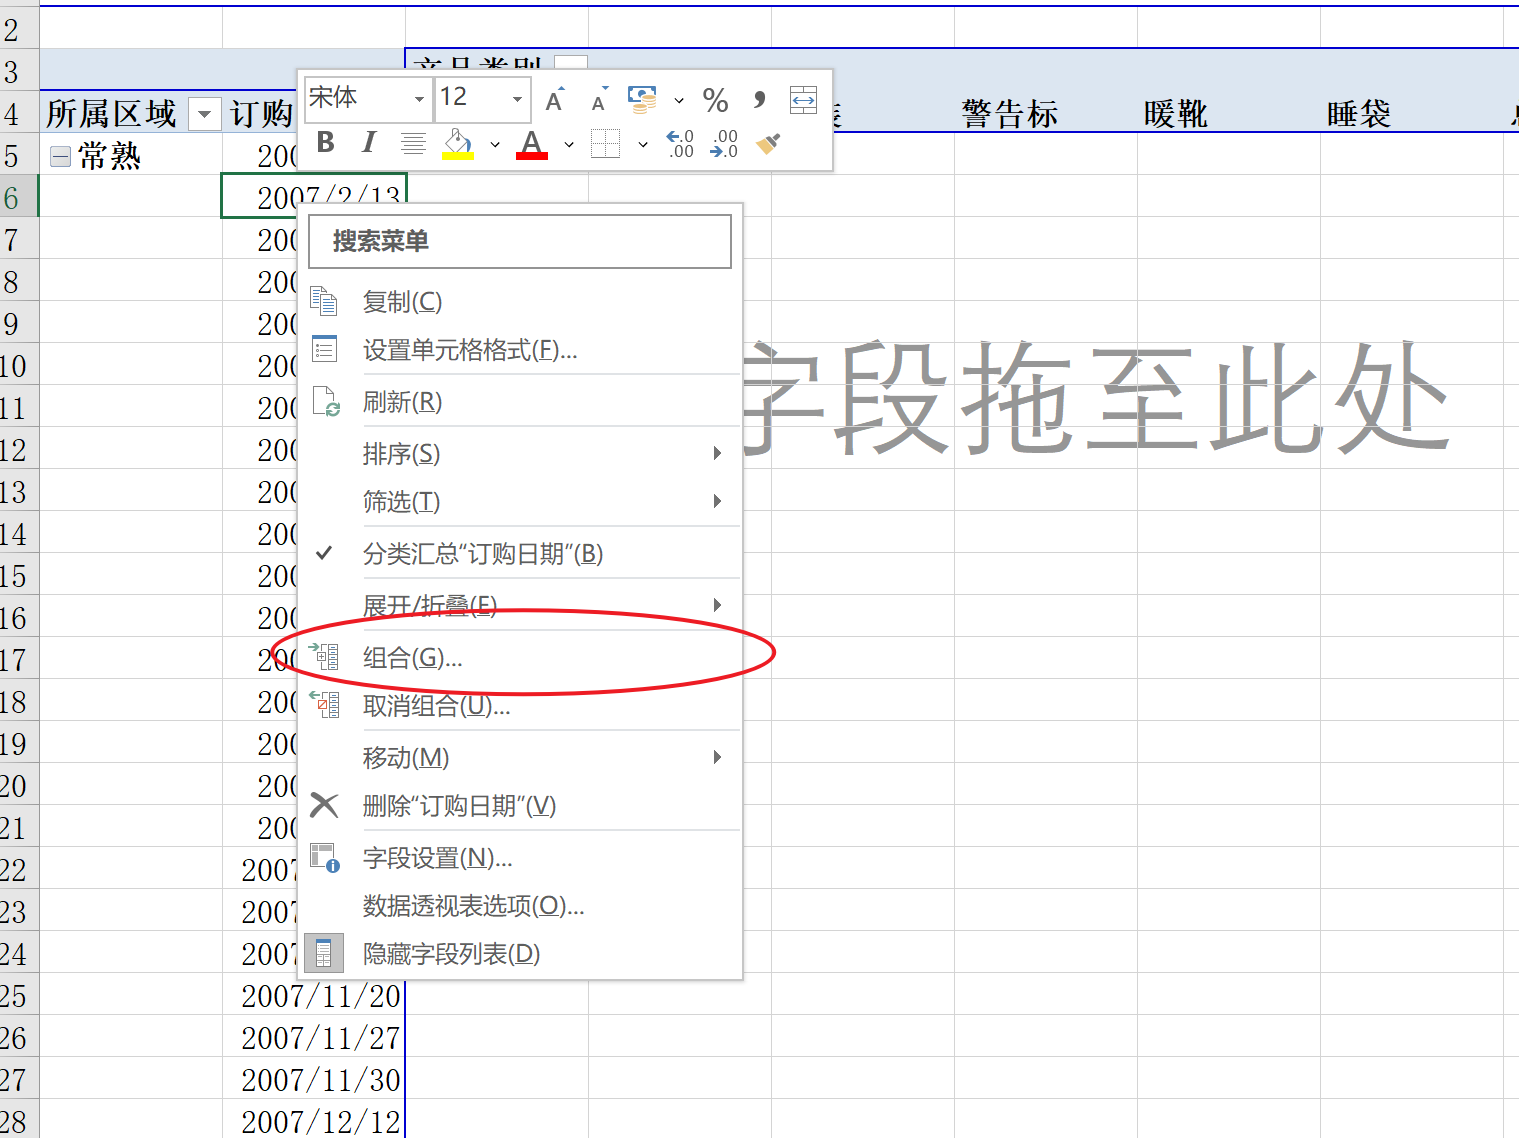 2
3
宋体 12
4 所属区域 订购 警告标 暖靴 睡袋
5 常熟 200
6 2007/2/13
搜索菜单
7 200
8 200
复制(C)
9 200
设置单元格格式(F)...
10 200
字段拖至此处
刷新(R)
11 200
排序(S)
12 200
筛选(T)
13 200
14 200
分类汇总“订购日期”(B)
15 200
展开/折叠(E)
16 200
组合(G)...
17 200
取消组合(U)...
18 200
19 200
移动(M)
20 200
删除“订购日期”(V)
21 200
字段设置(N)...
22 2007
数据透视表选项(O)...
23 2007
隐藏字段列表(D)
24 2007
25 2007/11/20
26 2007/11/27
27 2007/11/30
28 2007/12/12